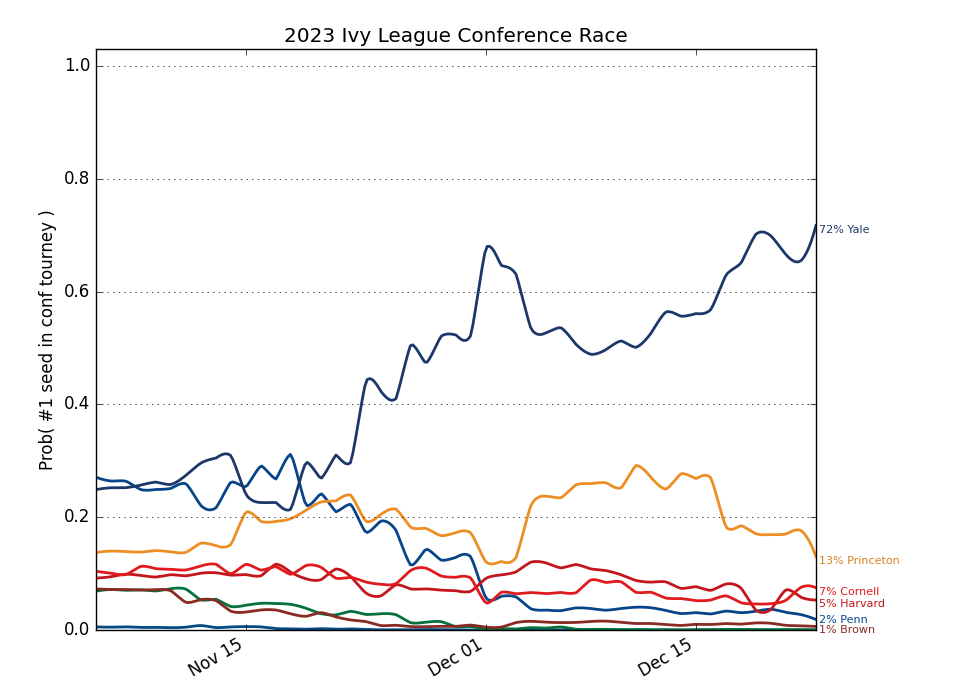 2023 Ivy League Conference Race
Prob( #1 seed in conf tourney )
1.0
0.8
0.6
0.4
0.2
0.0
Nov 15
Dec 01
Dec 15
72% Yale
13% Princeton
7% Cornell
5% Harvard
2% Penn
1% Brown